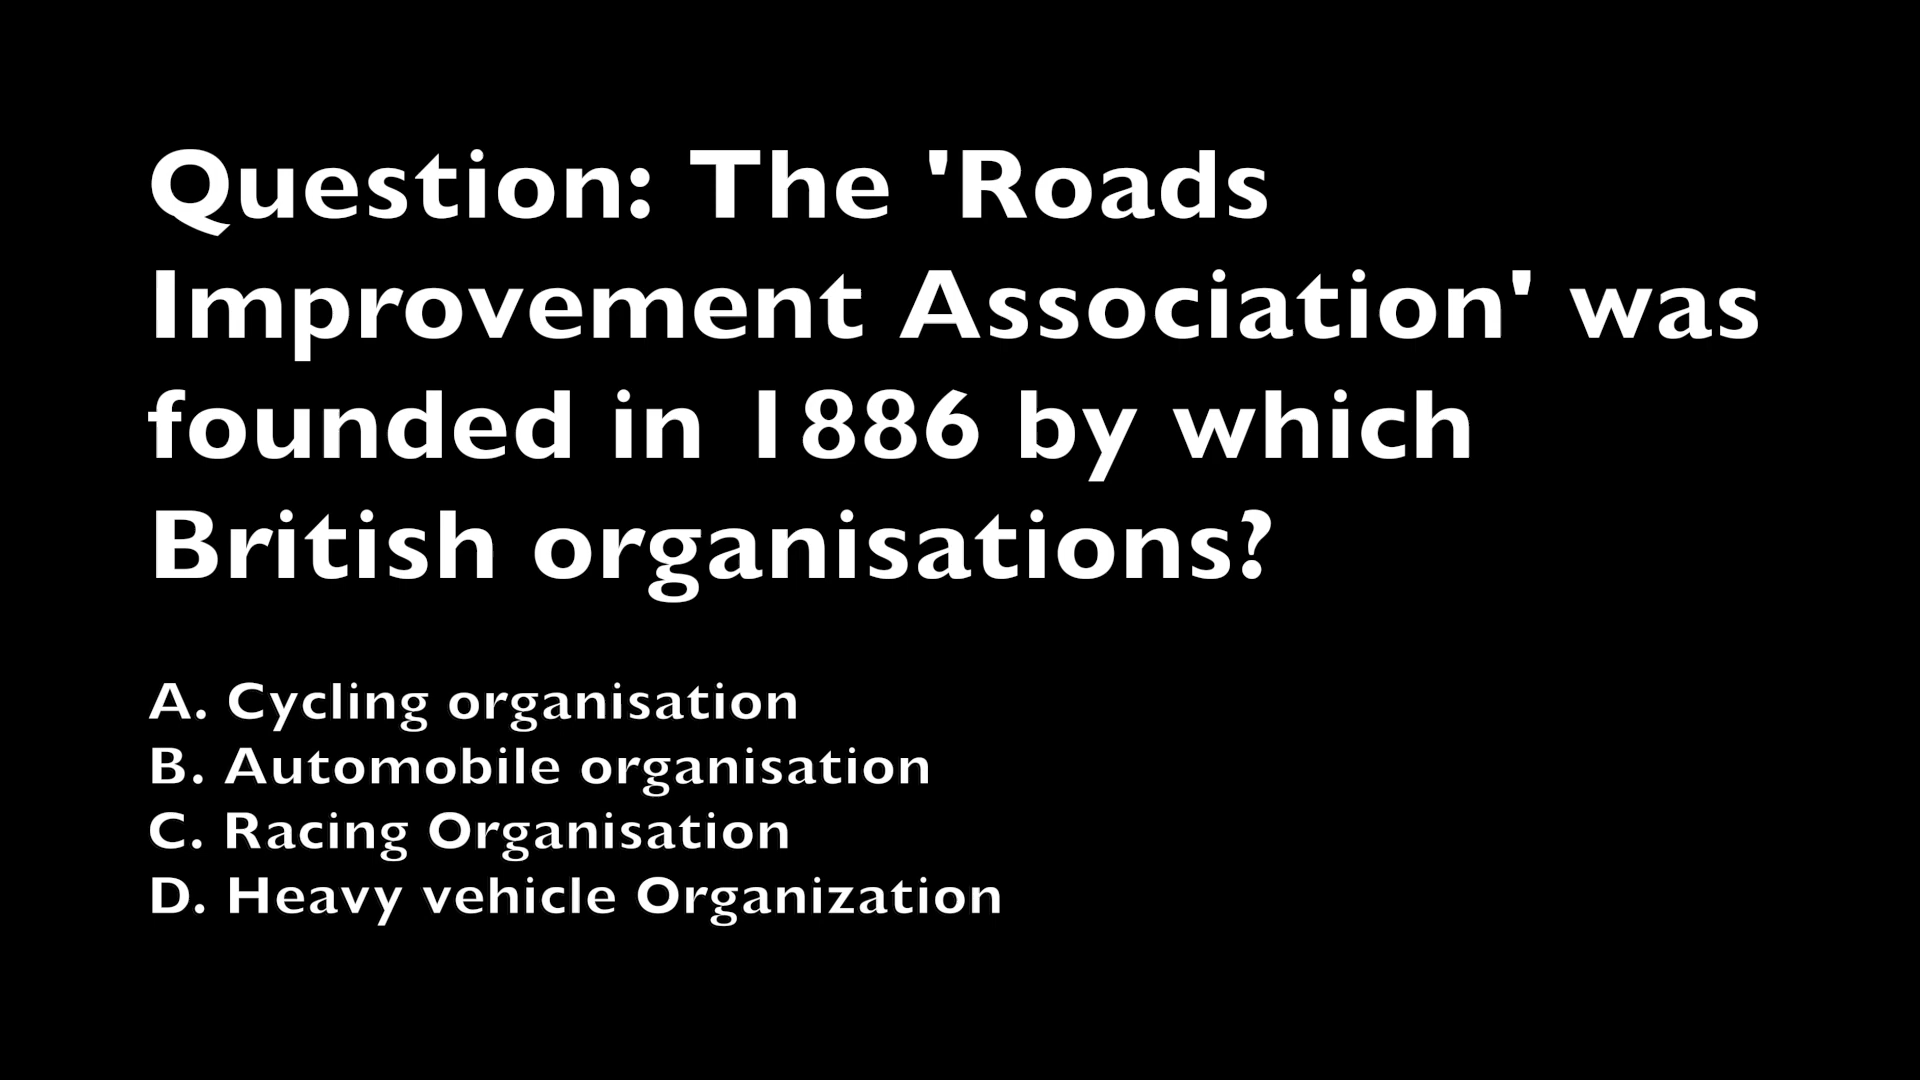 Question: The 'Roads
Improvement Association' was
founded in 1886 by which
British organisations?
A. Cycling organisation
B. Automobile organisation
C. Racing Organisation
D. Heavy vehicle Organization